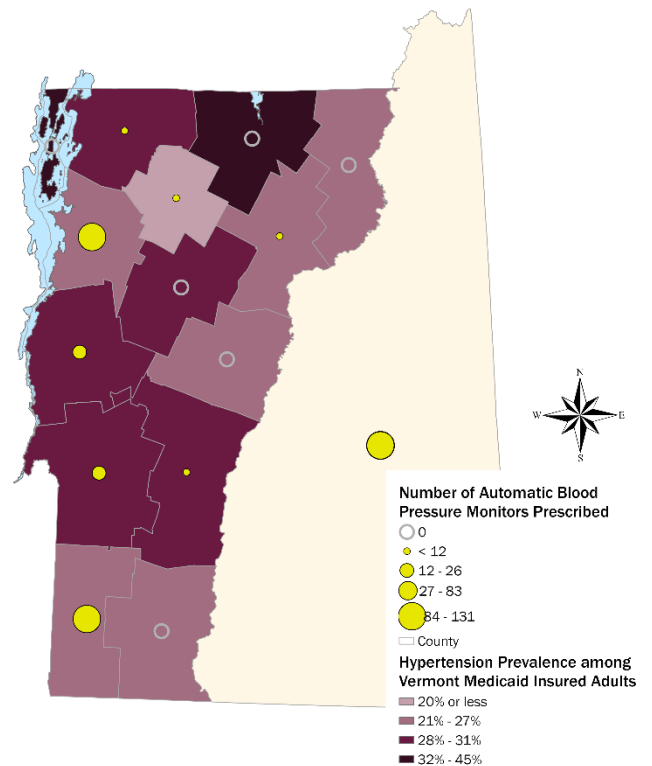 N
W
E
S
Number of Automatic Blood
Pressure Monitors Prescribed
0
< 12
12 - 26
27 - 83
84 - 131
County
Hypertension Prevalence among
Vermont Medicaid Insured Adults
20% or less
21% - 27%
28% - 31%
32% - 45%